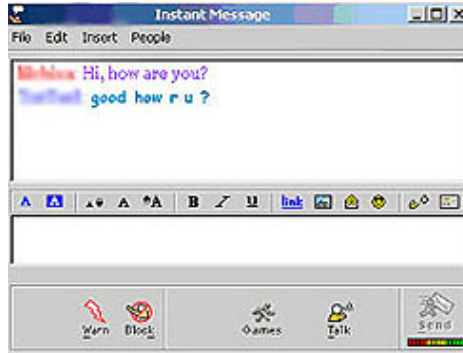 Instant Message
File Edit Insert People
Hi, how are you?
good how r u ?
A A A A A B I U link
Warn Block Games Talk Send